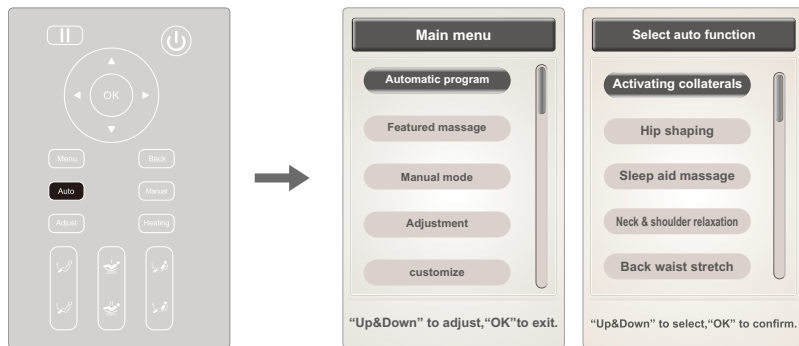 OK
Menu Back
Auto Manual
Adjust Heating
Main menu
Automatic program
Featured massage
Manual mode
Adjustment
customize
“Up&Down” to adjust,“OK”to exit.
Select auto function
Activating collaterals
Hip shaping
Sleep aid massage
Neck & shoulder relaxation
Back waist stretch
“Up&Down” to select,“OK” to confirm.